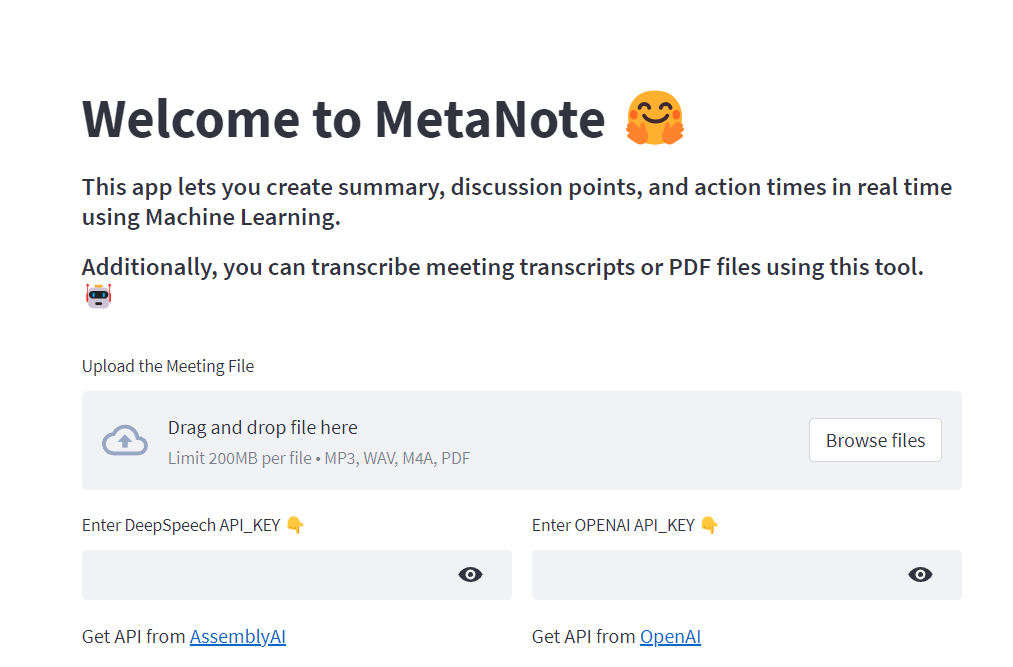 Welcome to MetaNote 🤗
This app lets you create summary, discussion points, and action times in real time
using Machine Learning.
Additionally, you can transcribe meeting transcripts or PDF files using this tool.
🤖
Upload the Meeting File
Drag and drop file here
Limit 200MB per file • MP3, WAV, M4A, PDF
Browse files
Enter DeepSpeech API_KEY 👇
Enter OPENAI API_KEY 👇
Get API from AssemblyAI
Get API from OpenAI